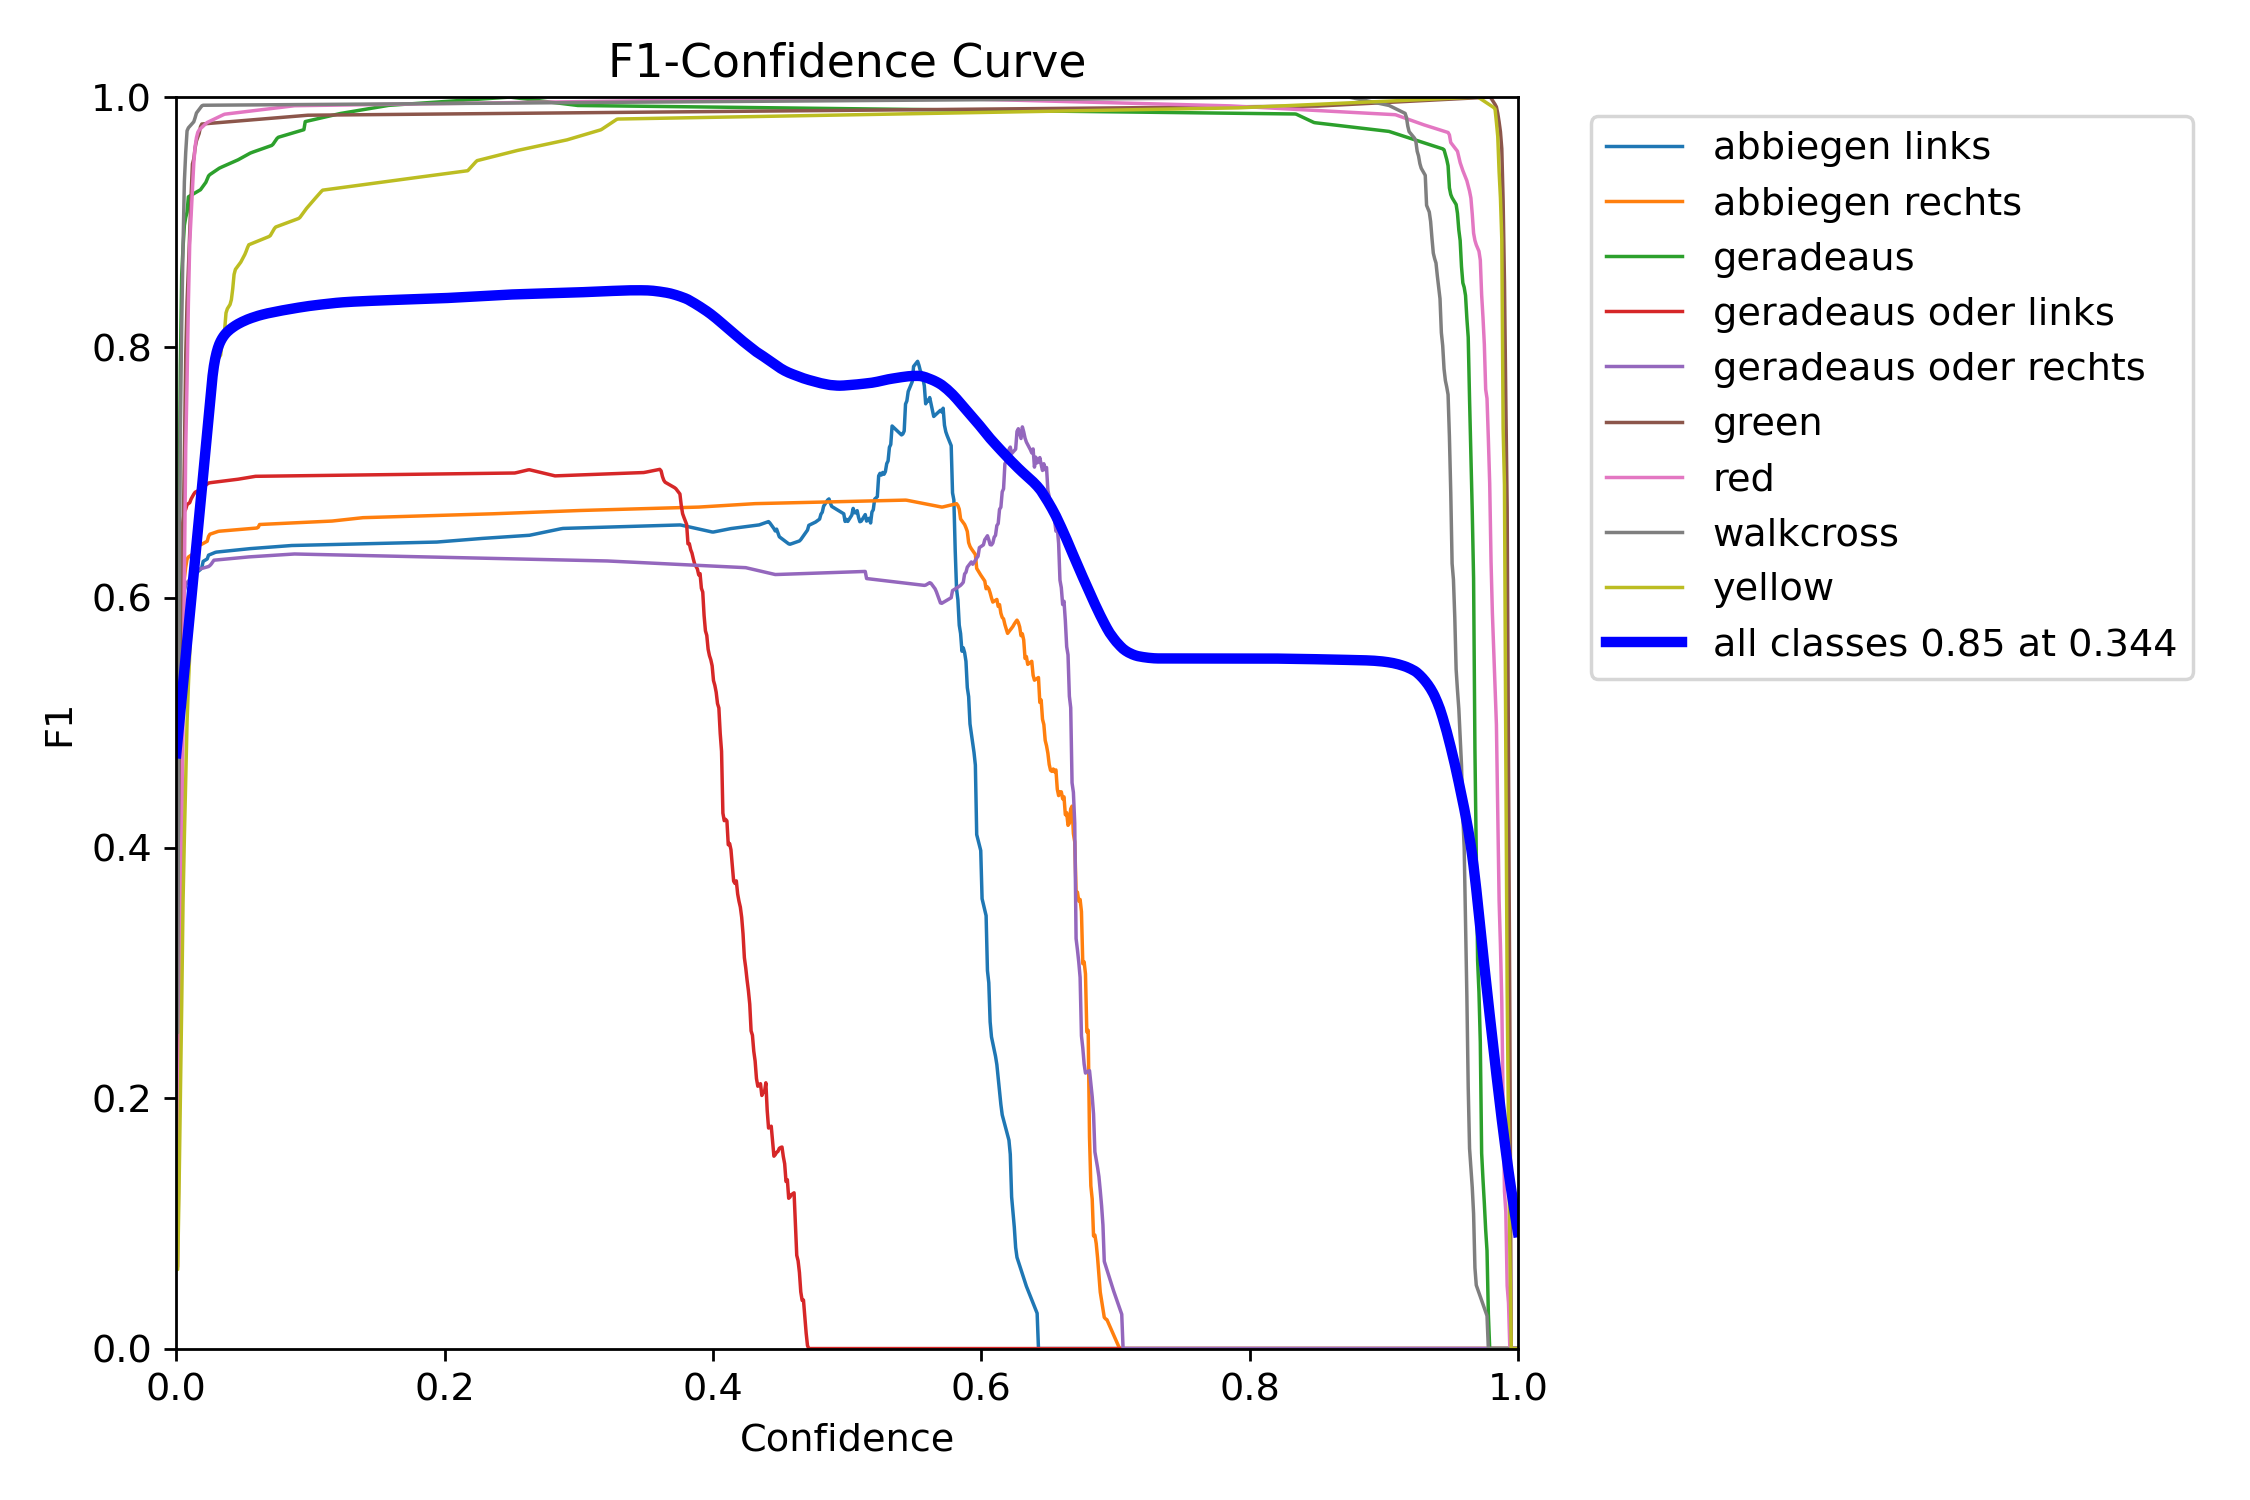 F1-Confidence Curve
1.0
0.8
0.6
0.4
0.2
0.0
F1
0.0 0.2 0.4 0.6 0.8 1.0
Confidence
abbiegen links
abbiegen rechts
geradeaus
geradeaus oder links
geradeaus oder rechts
green
red
walkcross
yellow
all classes 0.85 at 0.344